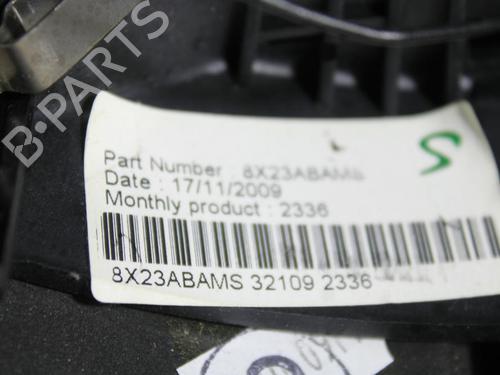 B-PARTS
S
Part Number : 8X23ABAMS
Date : 17/11/2009
Monthly product : 2336
8X23ABAMS 32109 2336